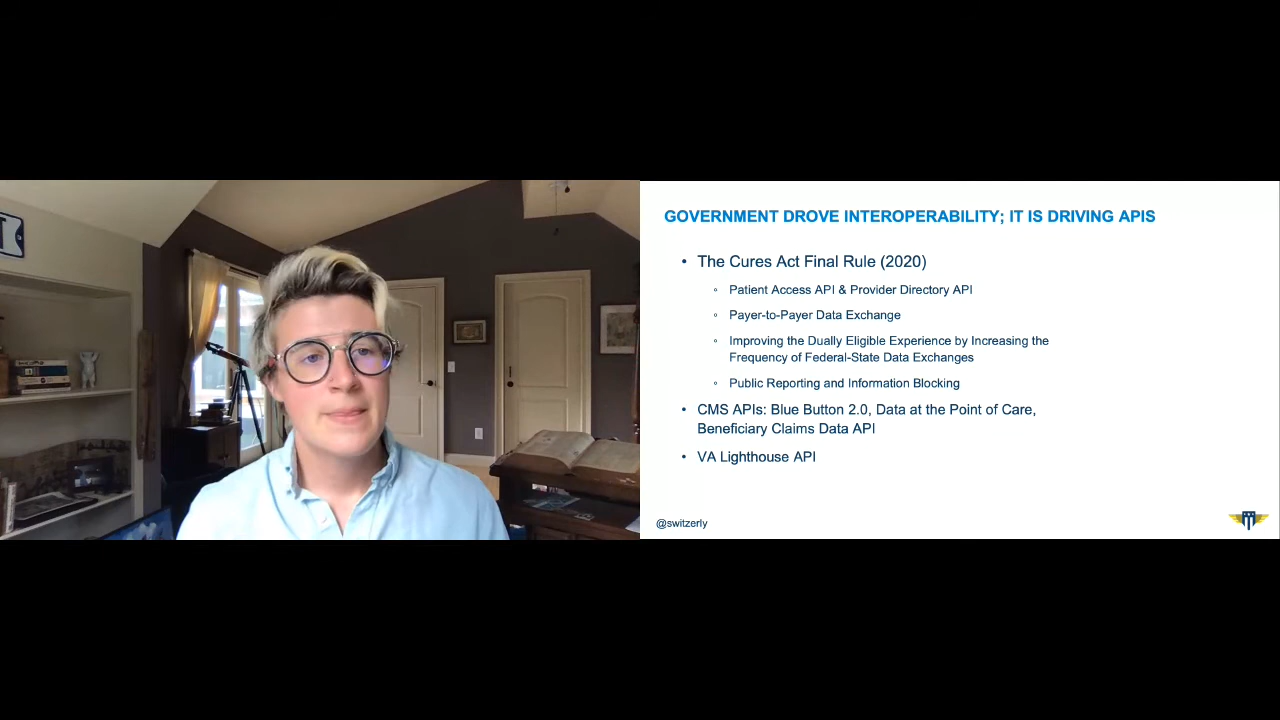 GOVERNMENT DROVE INTEROPERABILITY; IT IS DRIVING APIS
• The Cures Act Final Rule (2020)
◦ Patient Access API & Provider Directory API
◦ Payer-to-Payer Data Exchange
◦ Improving the Dually Eligible Experience by Increasing the
Frequency of Federal-State Data Exchanges
◦ Public Reporting and Information Blocking
• CMS APIs: Blue Button 2.0, Data at the Point of Care,
Beneficiary Claims Data API
• VA Lighthouse API
@switzerly